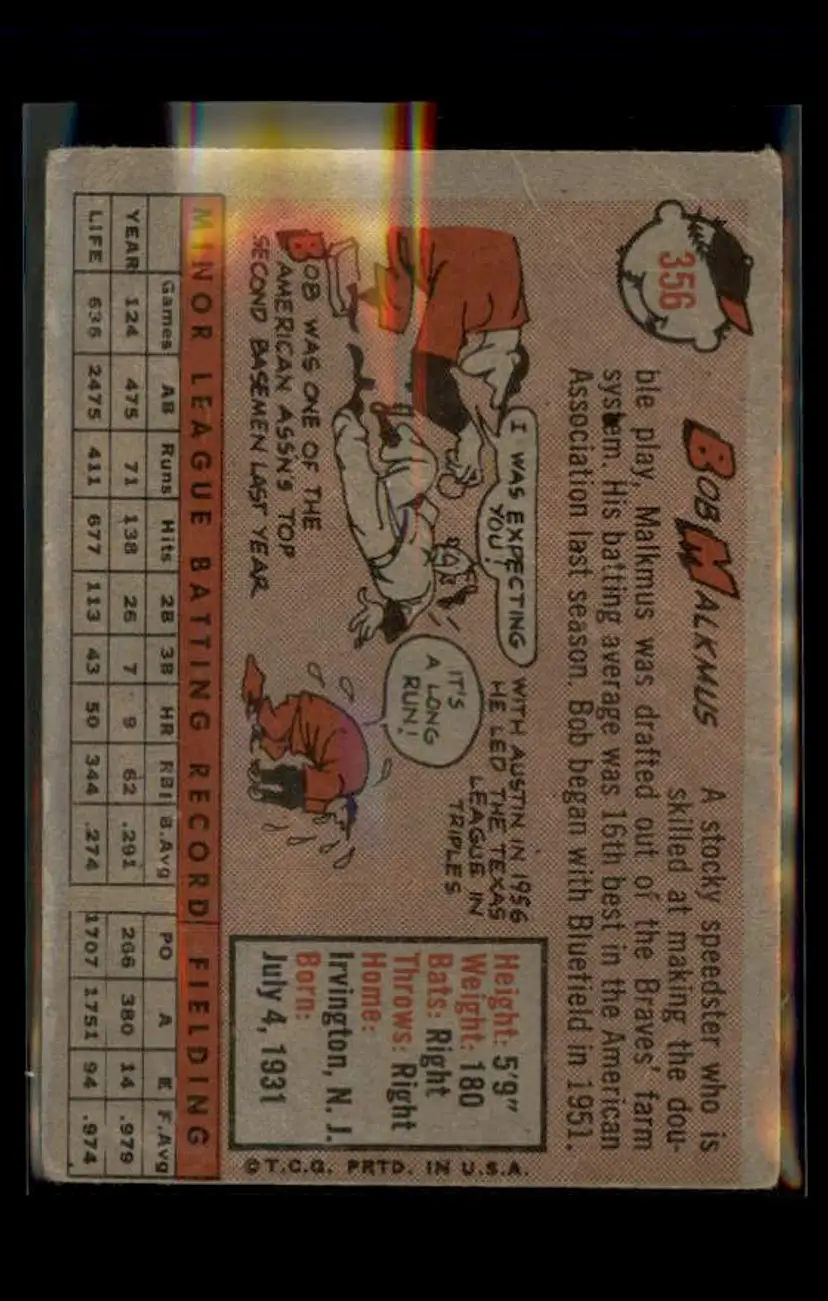 356
BOB MALKMUS
A stocky speedster who is
skilled at making the dou-
ble play, Malkmus was drafted out of the Braves' farm
system. His batting average was 16th best in the American
Association last season. Bob began with Bluefield in 1951.
I WAS EXPECTING
YOU!
BOB WAS ONE OF THE
AMERICAN ASS'N'S TOP
SECOND BASEMEN LAST YEAR
WITH AUSTIN IN 1956
HE LED THE TEXAS
LEAGUE IN
TRIPLES
IT'S
A LONG
RUN!
Height: 5'9"
Weight: 180
Bats: Right
Throws: Right
Home:
Irvington, N. J.
Born:
July 4, 1931
©T.C.G. PRTD. IN U.S.A.
MINOR LEAGUE BATTING RECORD FIELDING
Games AB Runs Hits 2B 3B HR RBI B.Avg PO A E F.Avg
YEAR 124 475 71 138 26 7 9 62 .291 266 380 14 .979
LIFE 636 2475 411 677 113 43 50 344 .274 1707 1751 94 .974